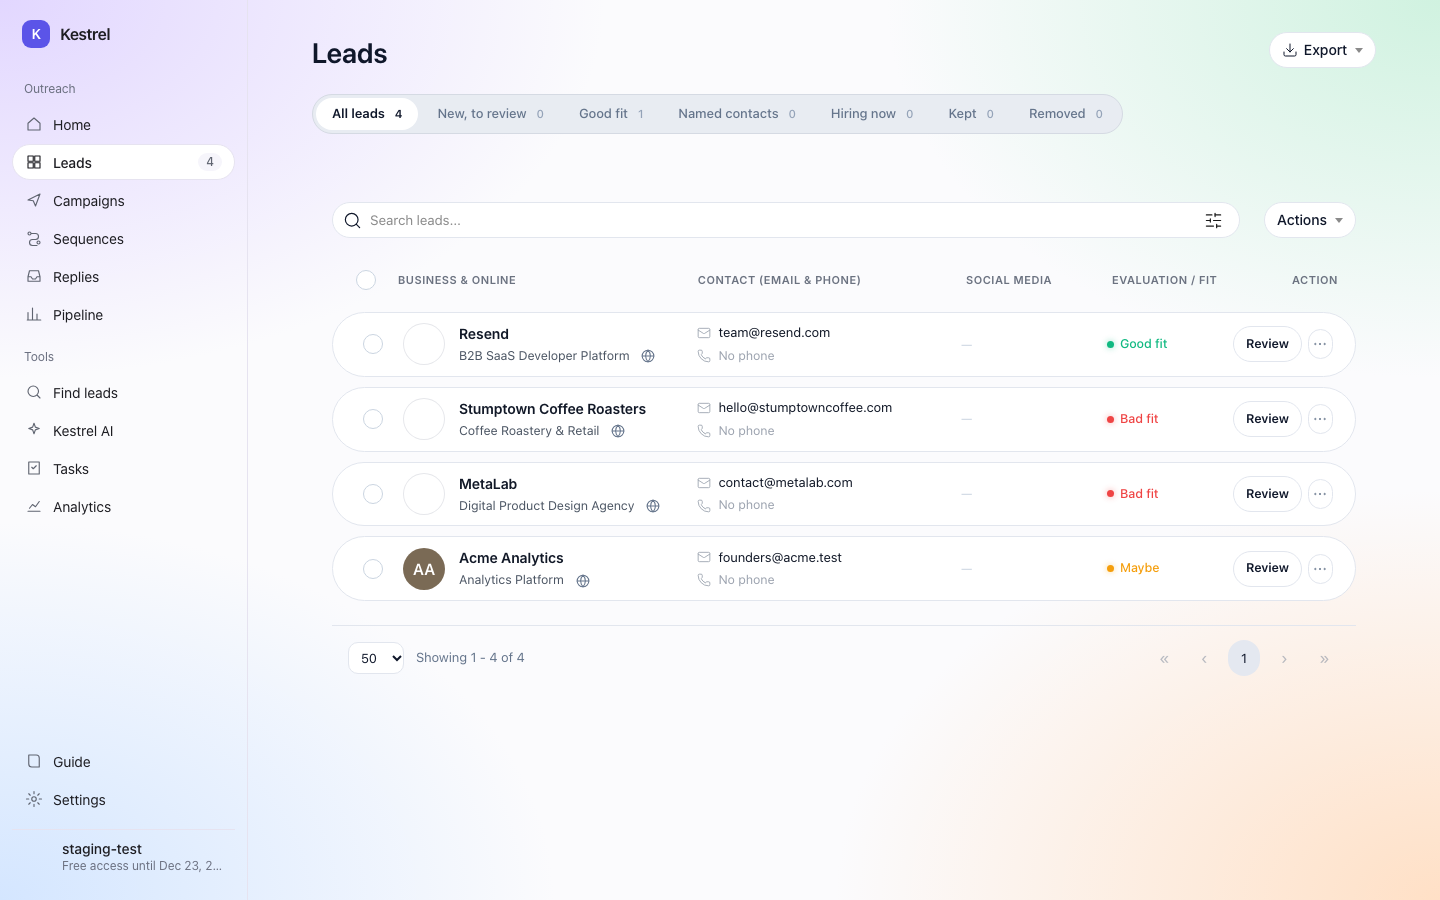 K Kestrel
Outreach
Home
Leads 4
Campaigns
Sequences
Replies
Pipeline
Tools
Find leads
Kestrel AI
Tasks
Analytics
Guide
Settings
staging-test
Free access until Dec 23, 2...
Leads
Export
All leads 4 New, to review 0 Good fit 1 Named contacts 0 Hiring now 0 Kept 0 Removed 0
Search leads...
Actions
BUSINESS & ONLINE CONTACT (EMAIL & PHONE) SOCIAL MEDIA EVALUATION / FIT ACTION
Resend
B2B SaaS Developer Platform
team@resend.com
No phone
—
Good fit
Review ...
Stumptown Coffee Roasters
Coffee Roastery & Retail
hello@stumptowncoffee.com
No phone
—
Bad fit
Review ...
MetaLab
Digital Product Design Agency
contact@metalab.com
No phone
—
Bad fit
Review ...
AA
Acme Analytics
Analytics Platform
founders@acme.test
No phone
—
Maybe
Review ...
50 Showing 1 - 4 of 4 « ‹ 1 › »